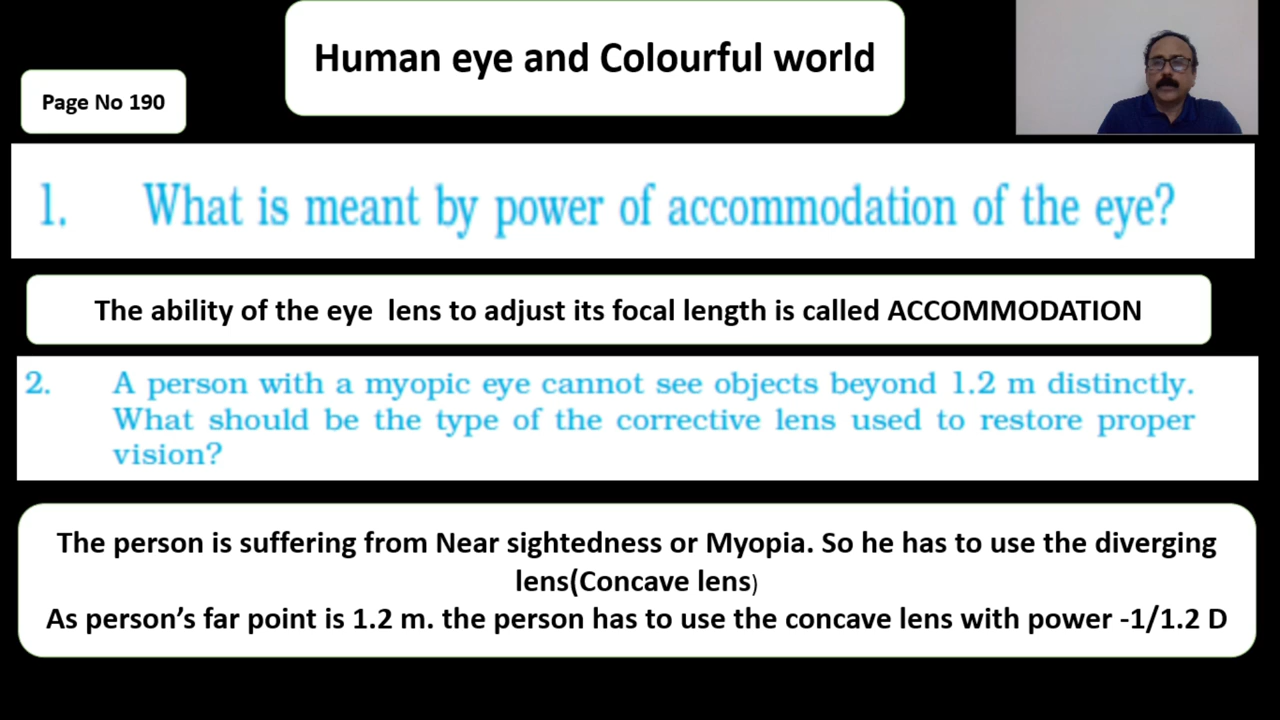 Human eye and Colourful world
Page No 190
1. What is meant by power of accommodation of the eye?
The ability of the eye lens to adjust its focal length is called ACCOMMODATION
2. A person with a myopic eye cannot see objects beyond 1.2 m distinctly.
What should be the type of the corrective lens used to restore proper
vision?
The person is suffering from Near sightedness or Myopia. So he has to use the diverging
lens(Concave lens)
As person’s far point is 1.2 m. the person has to use the concave lens with power -1/1.2 D